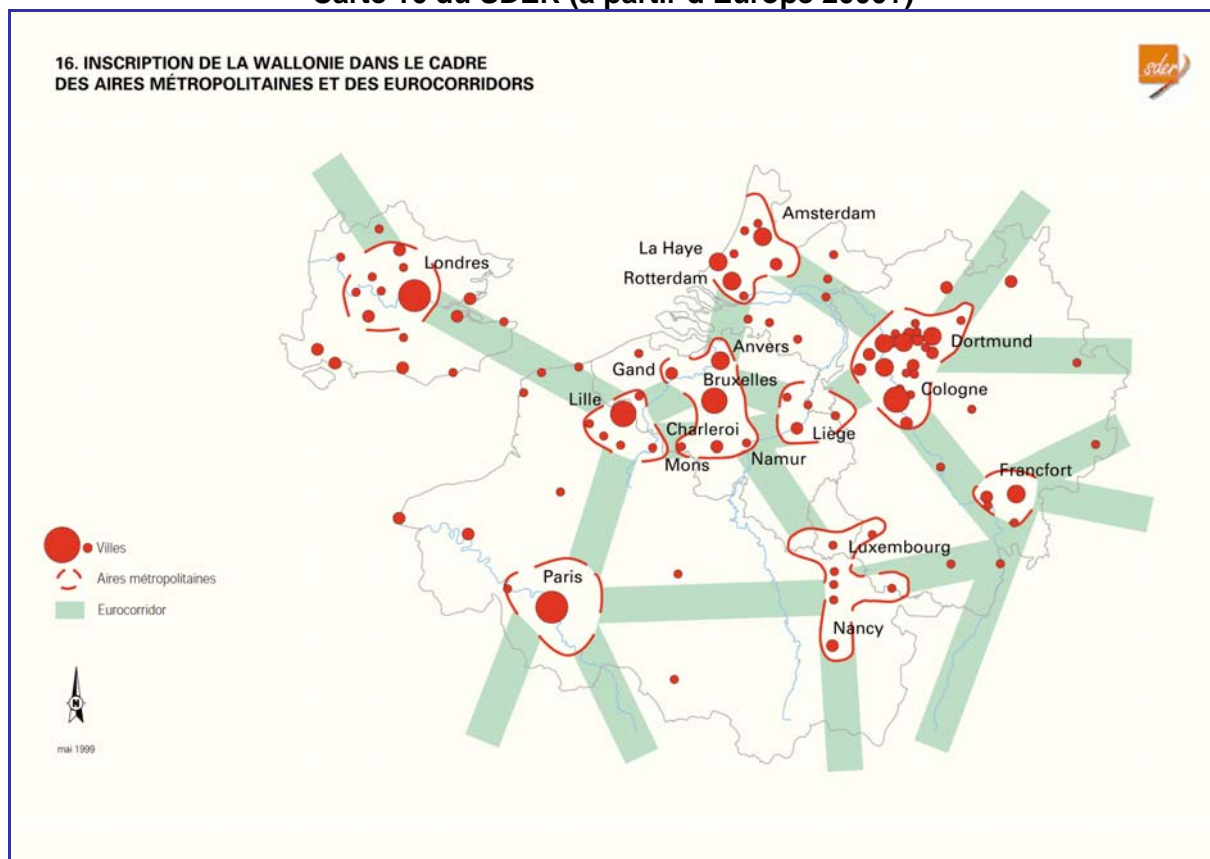 Carte 16 du SDER (à partir d'Europe 2000+)
16. INSCRIPTION DE LA WALLONIE DANS LE CADRE
DES AIRES MÉTROPOLITAINES ET DES EUROCORRIDORS
sder
Amsterdam
La Haye
Londres
Rotterdam
Dortmund
Anvers
Gand
Bruxelles
Cologne
Lille
Charleroi
Liège
Mons
Namur
Francfort
Luxembourg
Paris
Nancy
Villes
Aires métropolitaines
Eurocorridor
N
mai 1999